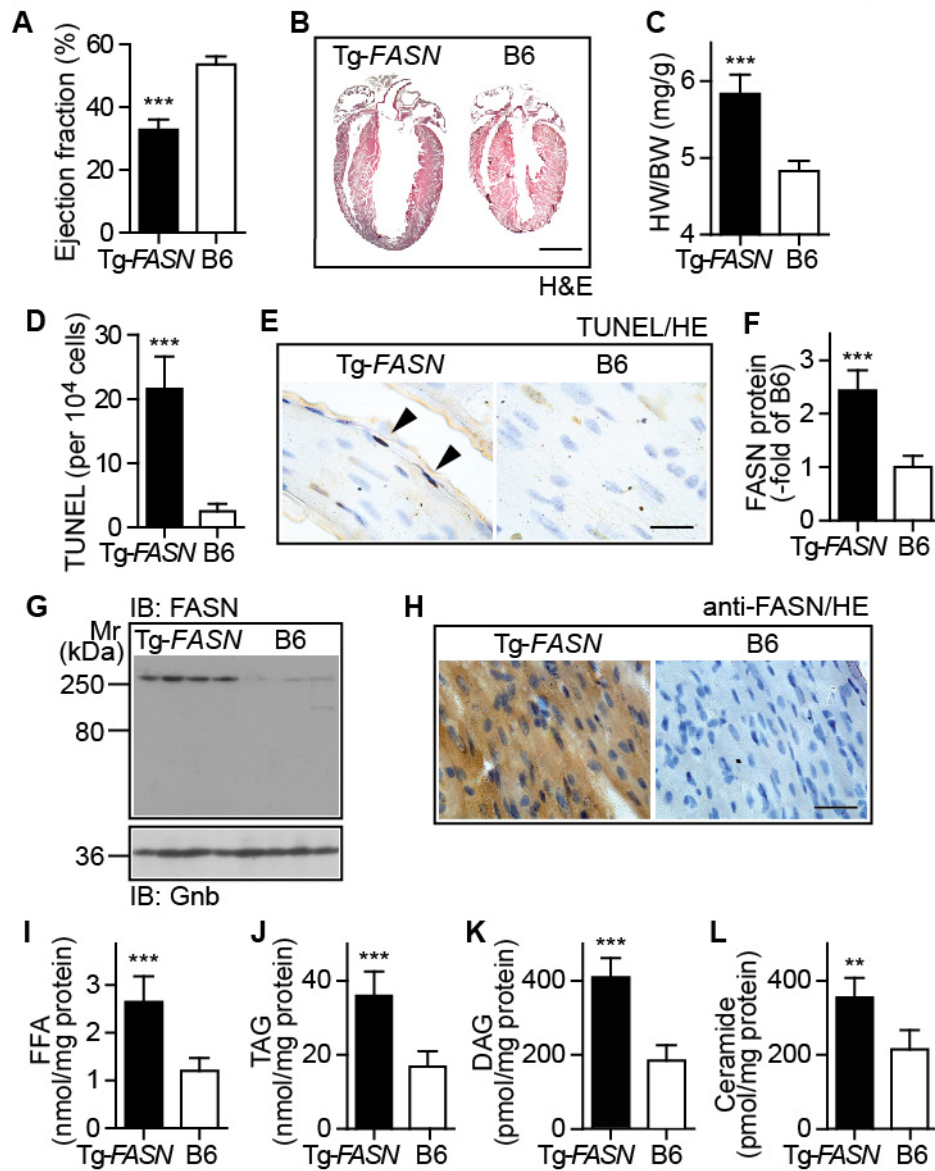 A
Ejection fraction (%)
60
40
20
0
***
Tg-FASN B6
B
Tg-FASN B6
H&E
C
HW/BW (mg/g)
6
5
4
***
Tg-FASN B6
D
TUNEL (per 10⁴ cells)
30
20
10
0
***
Tg-FASN B6
E
TUNEL/HE
Tg-FASN B6
F
FASN protein
(-fold of B6)
3
2
1
0
***
Tg-FASN B6
G
IB: FASN
Mr
(kDa)
Tg-FASN B6
250
80
36
IB: Gnb
H
anti-FASN/HE
Tg-FASN B6
I
FFA
(nmol/mg protein)
3
2
1
0
***
Tg-FASN B6
J
TAG
(nmol/mg protein)
40
20
0
***
Tg-FASN B6
K
DAG
(pmol/mg protein)
400
200
0
***
Tg-FASN B6
L
Ceramide
(pmol/mg protein)
400
200
0
**
Tg-FASN B6